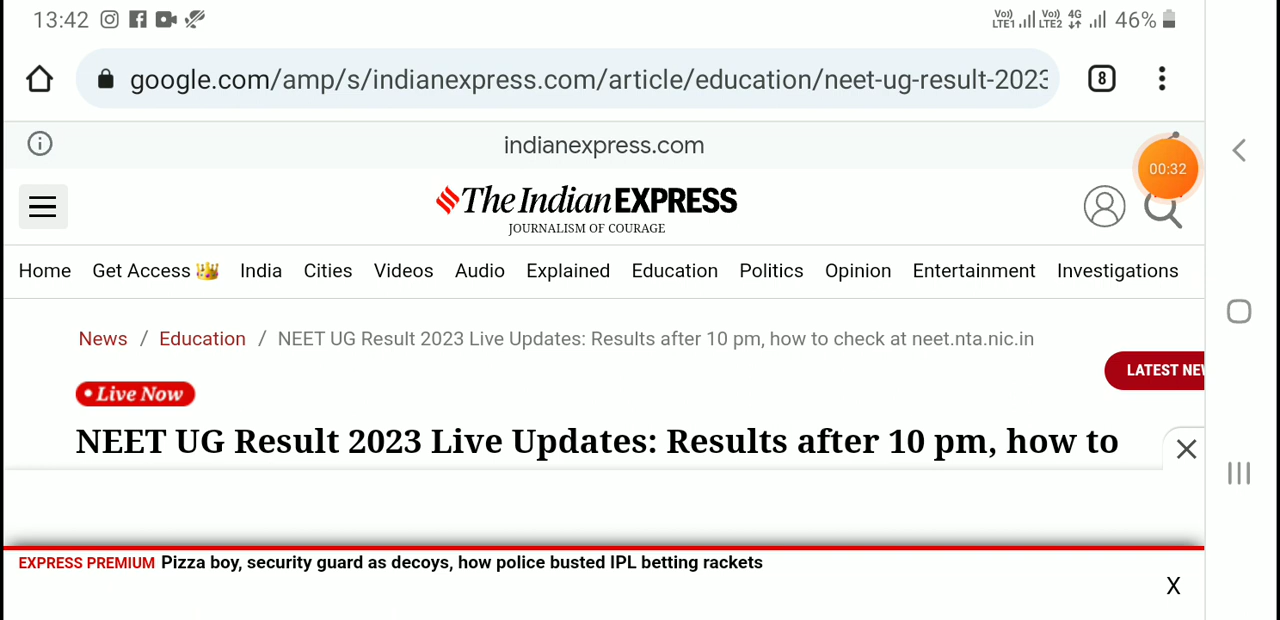 13:42
Vo) LTE1 Vo) LTE2 4G 46%
google.com/amp/s/indianexpress.com/article/education/neet-ug-result-2023
8
indianexpress.com
00:32
The Indian EXPRESS
JOURNALISM OF COURAGE
Home Get Access 👑 India Cities Videos Audio Explained Education Politics Opinion Entertainment Investigations
News / Education / NEET UG Result 2023 Live Updates: Results after 10 pm, how to check at neet.nta.nic.in
LATEST NEW
• Live Now
NEET UG Result 2023 Live Updates: Results after 10 pm, how to
EXPRESS PREMIUM Pizza boy, security guard as decoys, how police busted IPL betting rackets
X